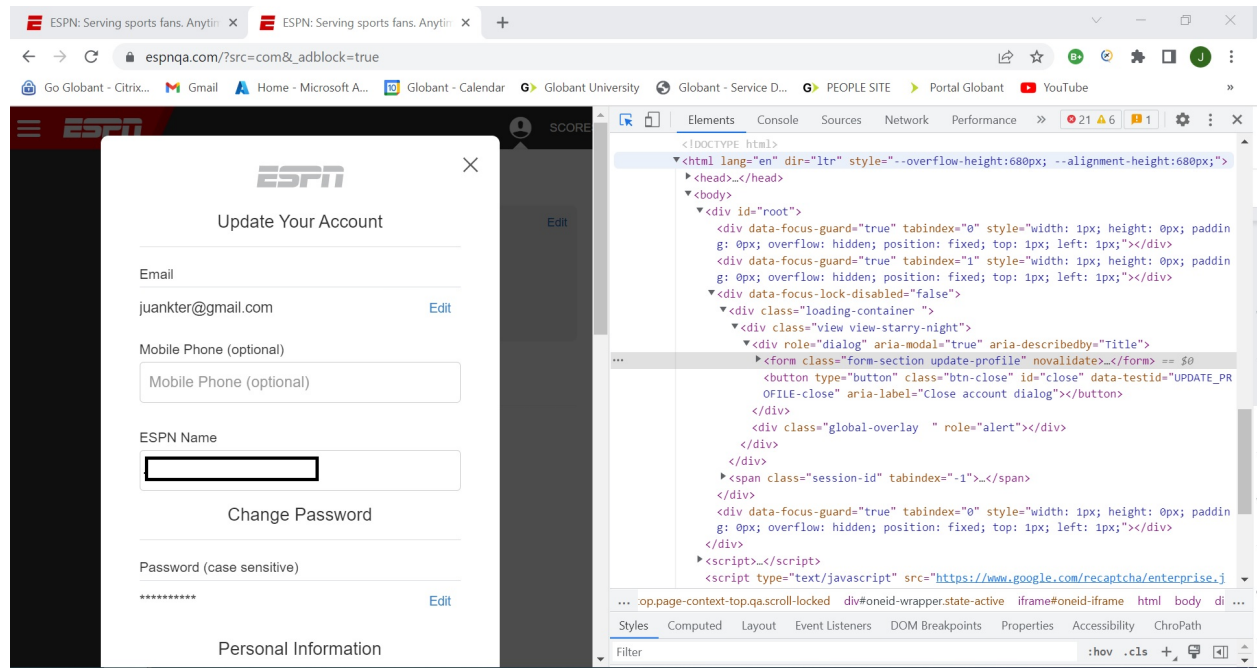 ESPN: Serving sports fans. Anytim
ESPN: Serving sports fans. Anytim
espnqa.com/?src=com&_adblock=true
B+
J
Go Globant - Citrix...
Gmail
Home - Microsoft A...
10 Globant - Calendar
G> Globant University
Globant - Service D...
G> PEOPLE SITE
Portal Globant
YouTube
»
ESPN
SCORE
Edit
ESPN
Update Your Account
Email
juankter@gmail.com
Edit
Mobile Phone (optional)
Mobile Phone (optional)
ESPN Name
Change Password
Password (case sensitive)
**********
Edit
Personal Information
Elements Console Sources Network Performance » 21 6 1
<!DOCTYPE html>
<html lang="en" dir="ltr" style="--overflow-height:680px; --alignment-height:680px;">
<head>…</head>
<body>
<div id="root">
<div data-focus-guard="true" tabindex="0" style="width: 1px; height: 0px; paddin
g: 0px; overflow: hidden; position: fixed; top: 1px; left: 1px;"></div>
<div data-focus-guard="true" tabindex="1" style="width: 1px; height: 0px; paddin
g: 0px; overflow: hidden; position: fixed; top: 1px; left: 1px;"></div>
<div data-focus-lock-disabled="false">
<div class="loading-container ">
<div class="view view-starry-night">
<div role="dialog" aria-modal="true" aria-describedby="Title">
... <form class="form-section update-profile" novalidate>…</form> == $0
<button type="button" class="btn-close" id="close" data-testid="UPDATE_PR
OFILE-close" aria-label="Close account dialog"></button>
</div>
<div class="global-overlay  " role="alert"></div>
</div>
</div>
<span class="session-id" tabindex="-1">…</span>
</div>
<div data-focus-guard="true" tabindex="0" style="width: 1px; height: 0px; paddin
g: 0px; overflow: hidden; position: fixed; top: 1px; left: 1px;"></div>
</div>
<script>…</script>
<script type="text/javascript" src="https://www.google.com/recaptcha/enterprise.j
... op.page-context-top.qa.scroll-locked div#oneid-wrapper.state-active iframe#oneid-iframe html body di ...
Styles Computed Layout Event Listeners DOM Breakpoints Properties Accessibility ChroPath
Filter :hov .cls +